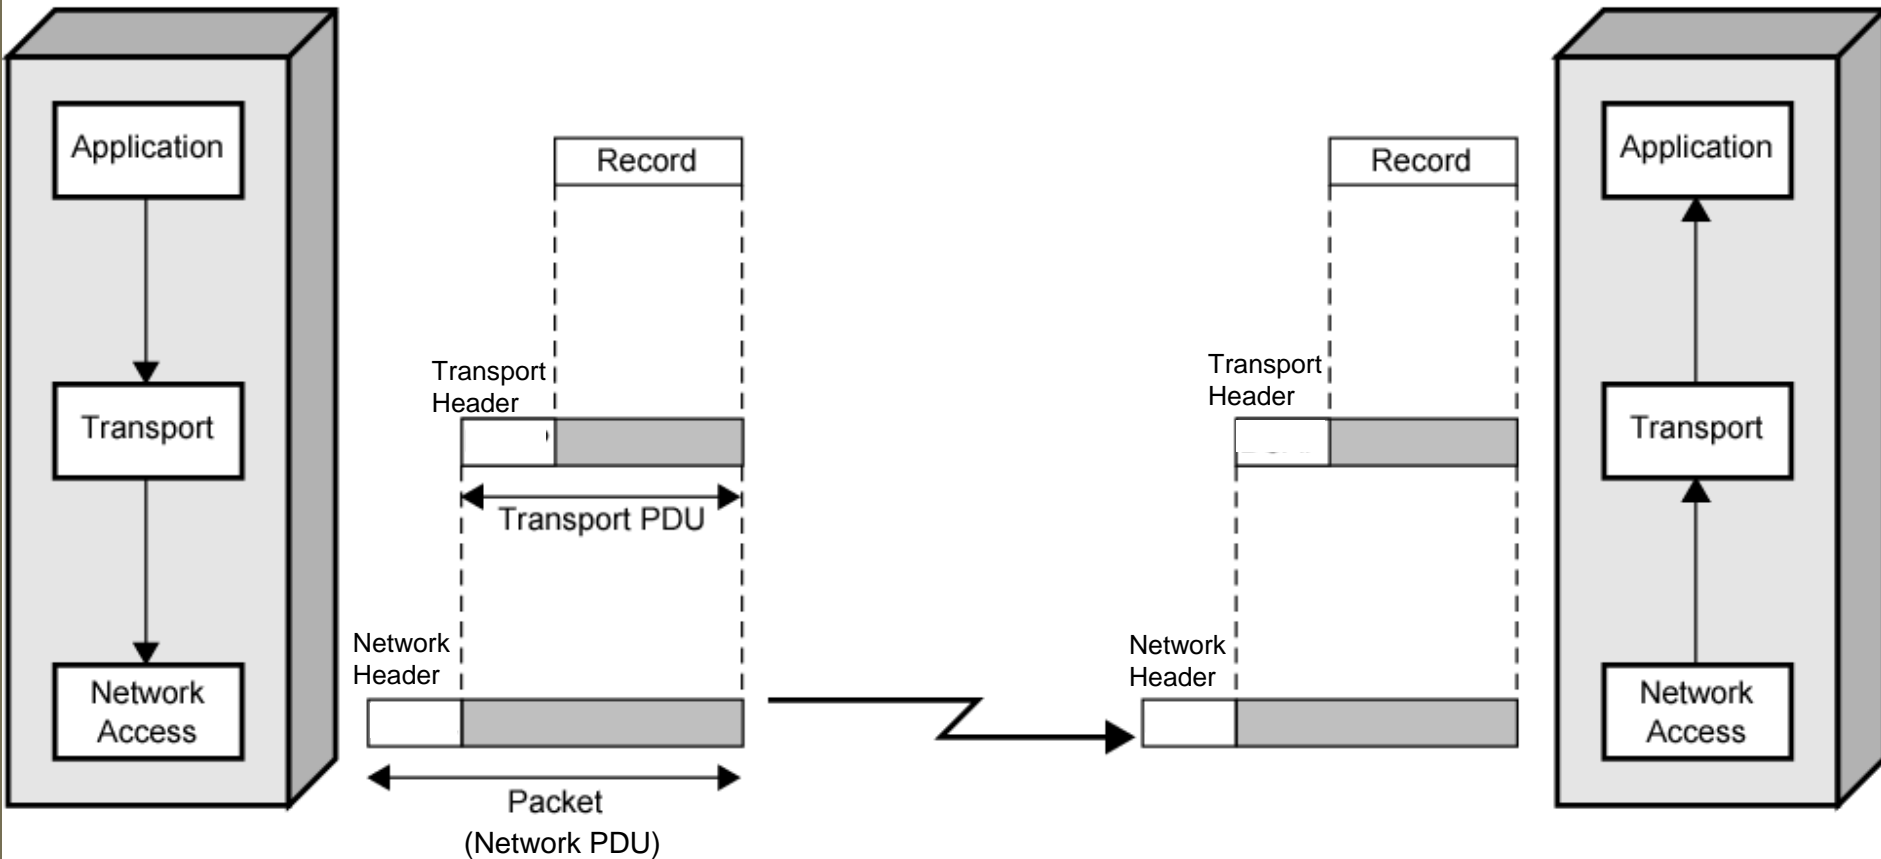 Application
Record
Record
Application
Transport
Header
Transport
Header
Transport
Transport
Transport PDU
Network
Header
Network
Header
Network
Access
Network
Access
Packet
(Network PDU)